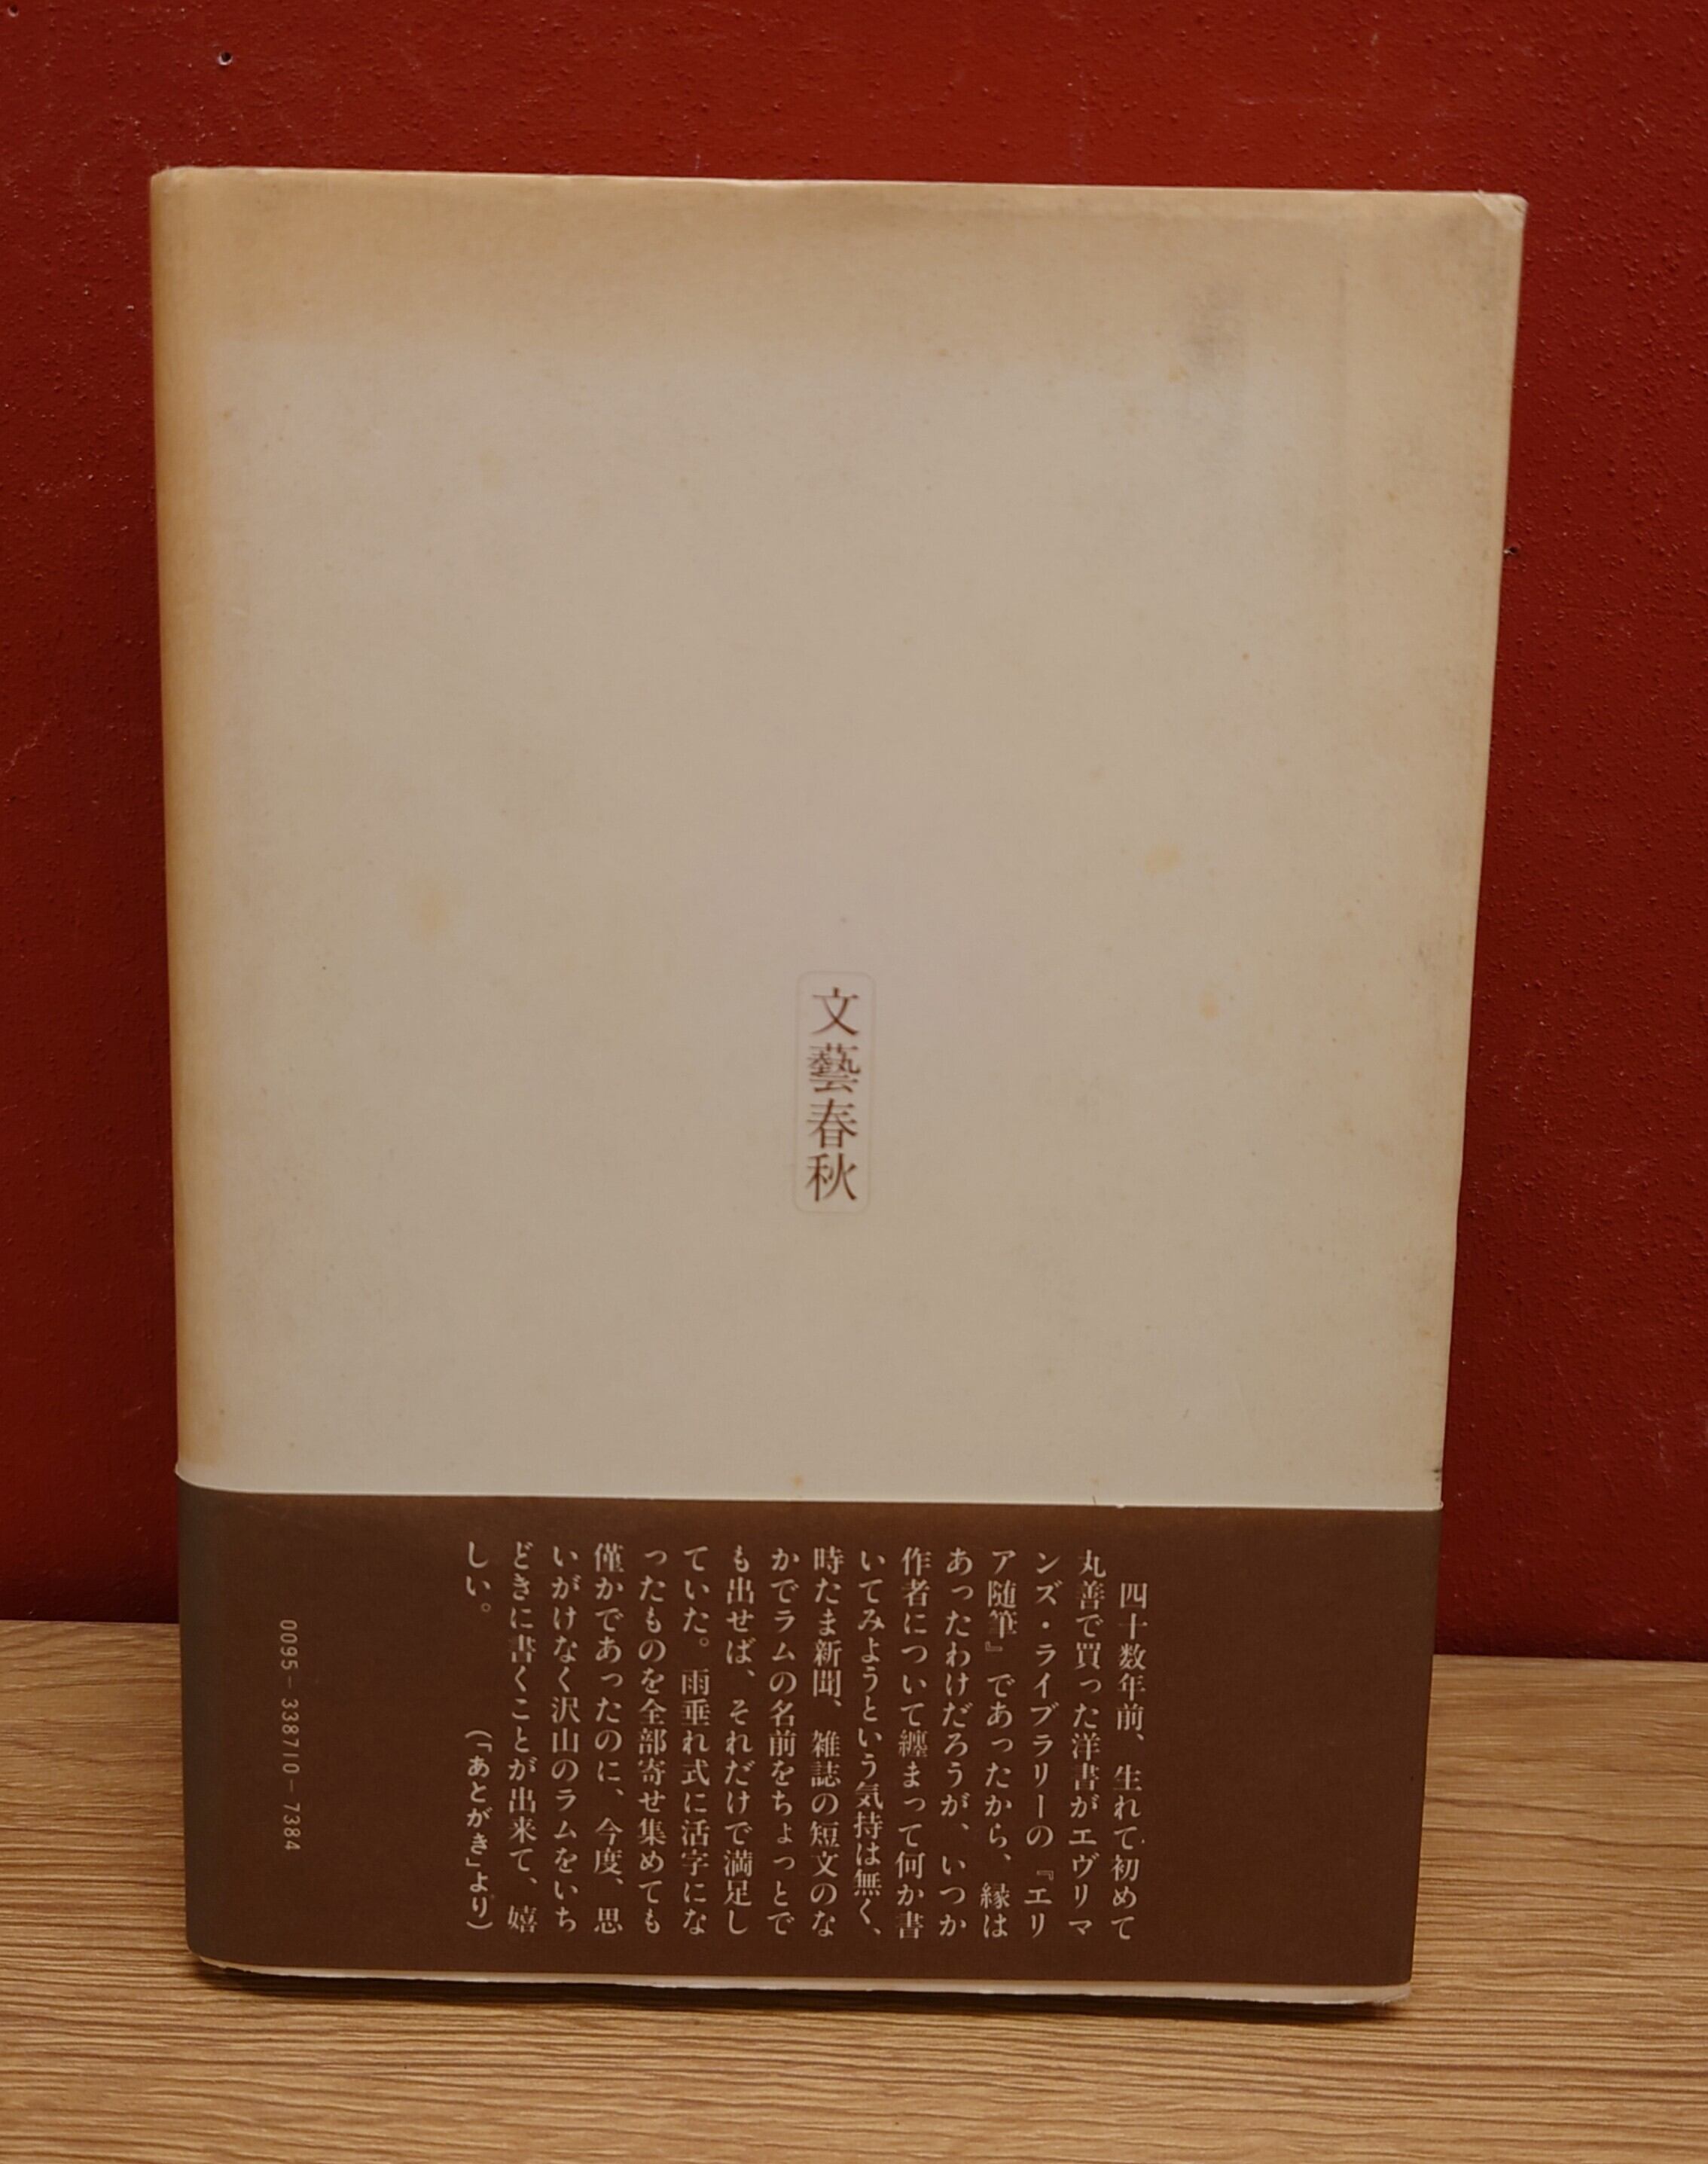 文藝春秋
四十数年前、生れて初めて
丸善で買った洋書がエヴリマ
ンズ・ライブラリーの『エリ
ア随筆』であったから、縁は
あったわけだろうが、いつか
作者について纏まって何か書
いてみようという気持は無く、
時たま新聞、雑誌の短文のな
かでラムの名前をちょっとで
も出せば、それだけで満足し
ていた。雨垂れ式に活字にな
ったものを全部寄せ集めても
僅かであったのに、今度、思
いがけなく沢山のラムをいち
どきに書くことが出来て、嬉
しい。（「あとがき」より）
0095-338710-7384